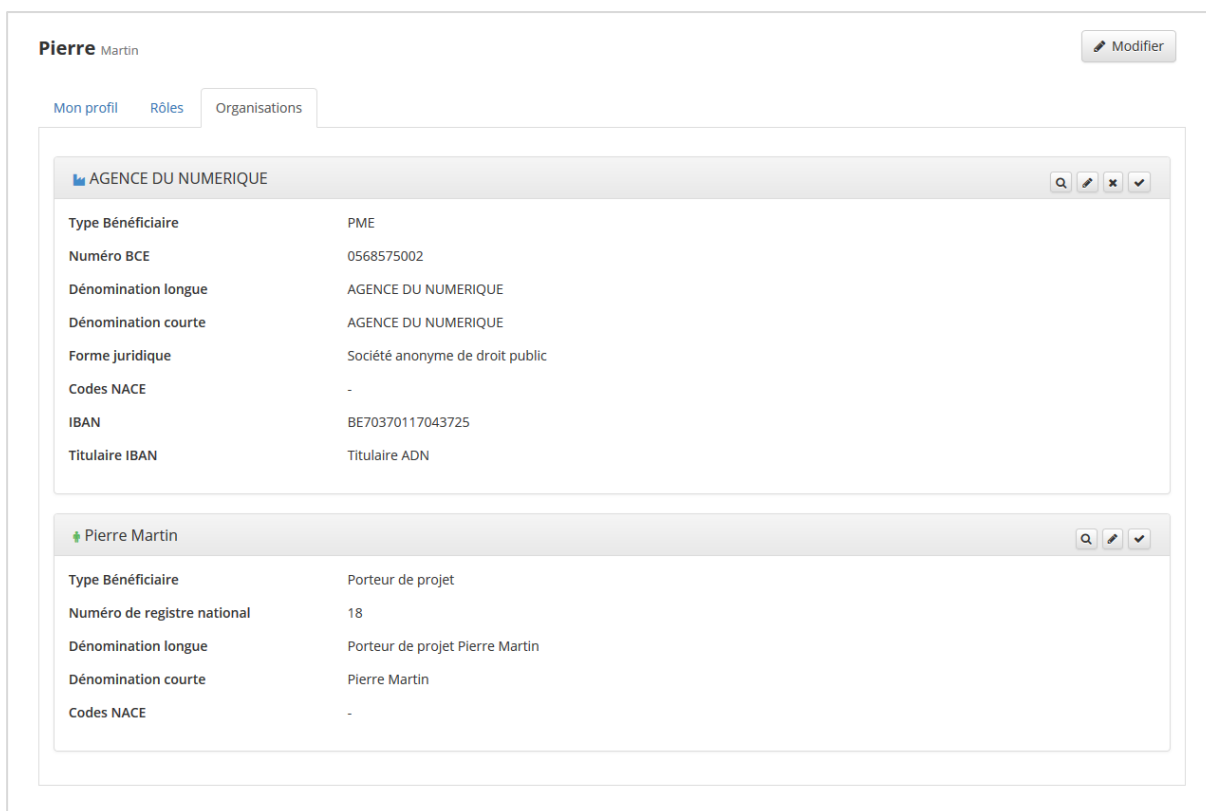 Pierre Martin
Modifier
Mon profil Rôles Organisations
AGENCE DU NUMERIQUE
Type Bénéficiaire PME
Numéro BCE 0568575002
Dénomination longue AGENCE DU NUMERIQUE
Dénomination courte AGENCE DU NUMERIQUE
Forme juridique Société anonyme de droit public
Codes NACE -
IBAN BE70370117043725
Titulaire IBAN Titulaire ADN
Pierre Martin
Type Bénéficiaire Porteur de projet
Numéro de registre national 18
Dénomination longue Porteur de projet Pierre Martin
Dénomination courte Pierre Martin
Codes NACE -